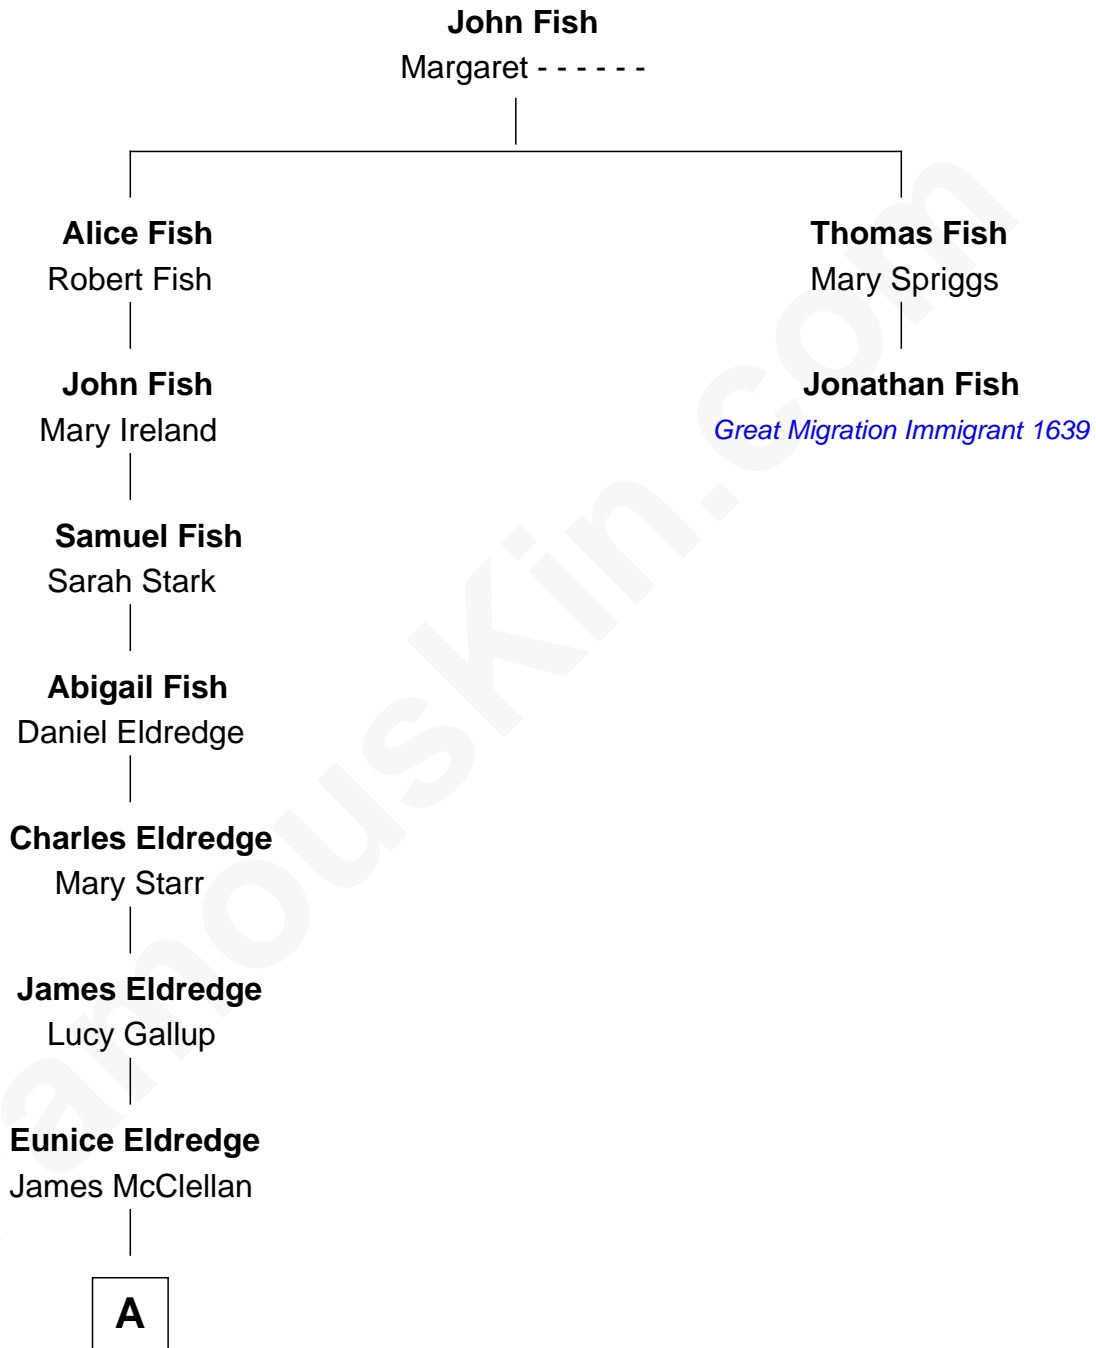 John Fish
Margaret - - - - - -
Alice Fish
Robert Fish
Thomas Fish
Mary Spriggs
John Fish
Mary Ireland
Jonathan Fish
Great Migration Immigrant 1639
Samuel Fish
Sarah Stark
Abigail Fish
Daniel Eldredge
Charles Eldredge
Mary Starr
James Eldredge
Lucy Gallup
Eunice Eldredge
James McClellan
A
amouskin.com